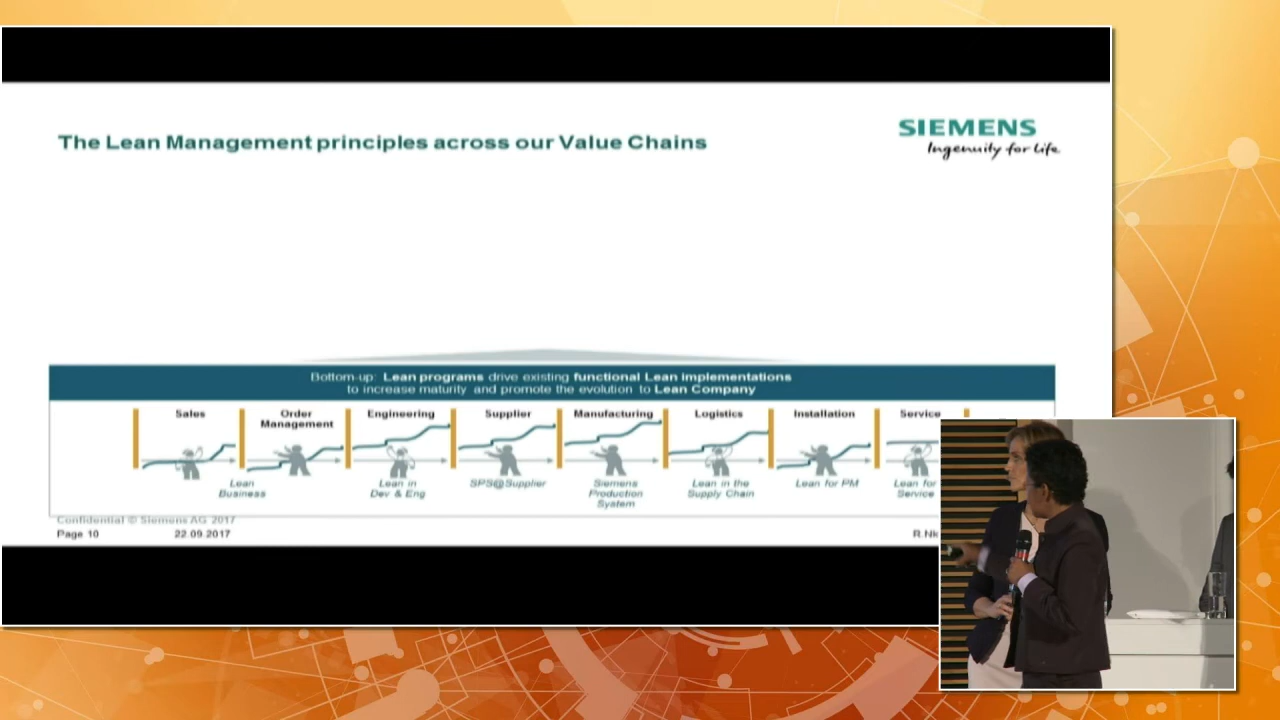 The Lean Management principles across our Value Chains
SIEMENS
Ingenuity for Life
Bottom-up: Lean programs drive existing functional Lean implementations
to increase maturity and promote the evolution to Lean Company
Sales
Order
Management
Engineering
Supplier
Manufacturing
Logistics
Installation
Service
Lean
Business
Lean in
Dev & Eng
SPS@Supplier
Siemens
Production
System
Lean in the
Supply Chain
Lean for PM
Lean for
Service
Confidential © Siemens AG 2017
Page 10
22.09.2017